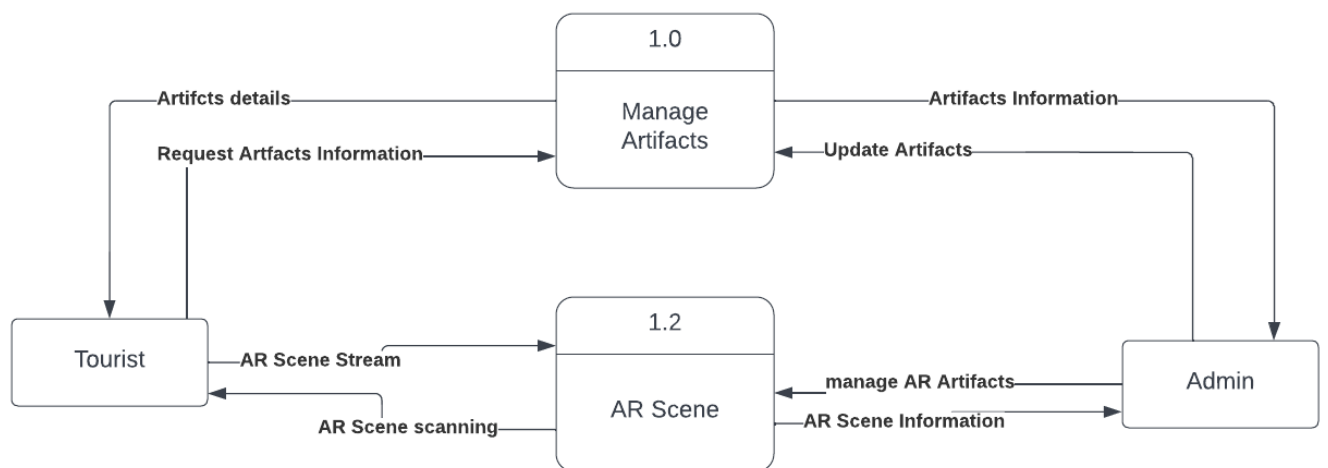 1.0
Manage
Artifacts
Artifcts details
Artifacts Information
Request Artfacts Information
Update Artifacts
1.2
AR Scene
Tourist
AR Scene Stream
AR Scene scanning
manage AR Artifacts
AR Scene Information
Admin